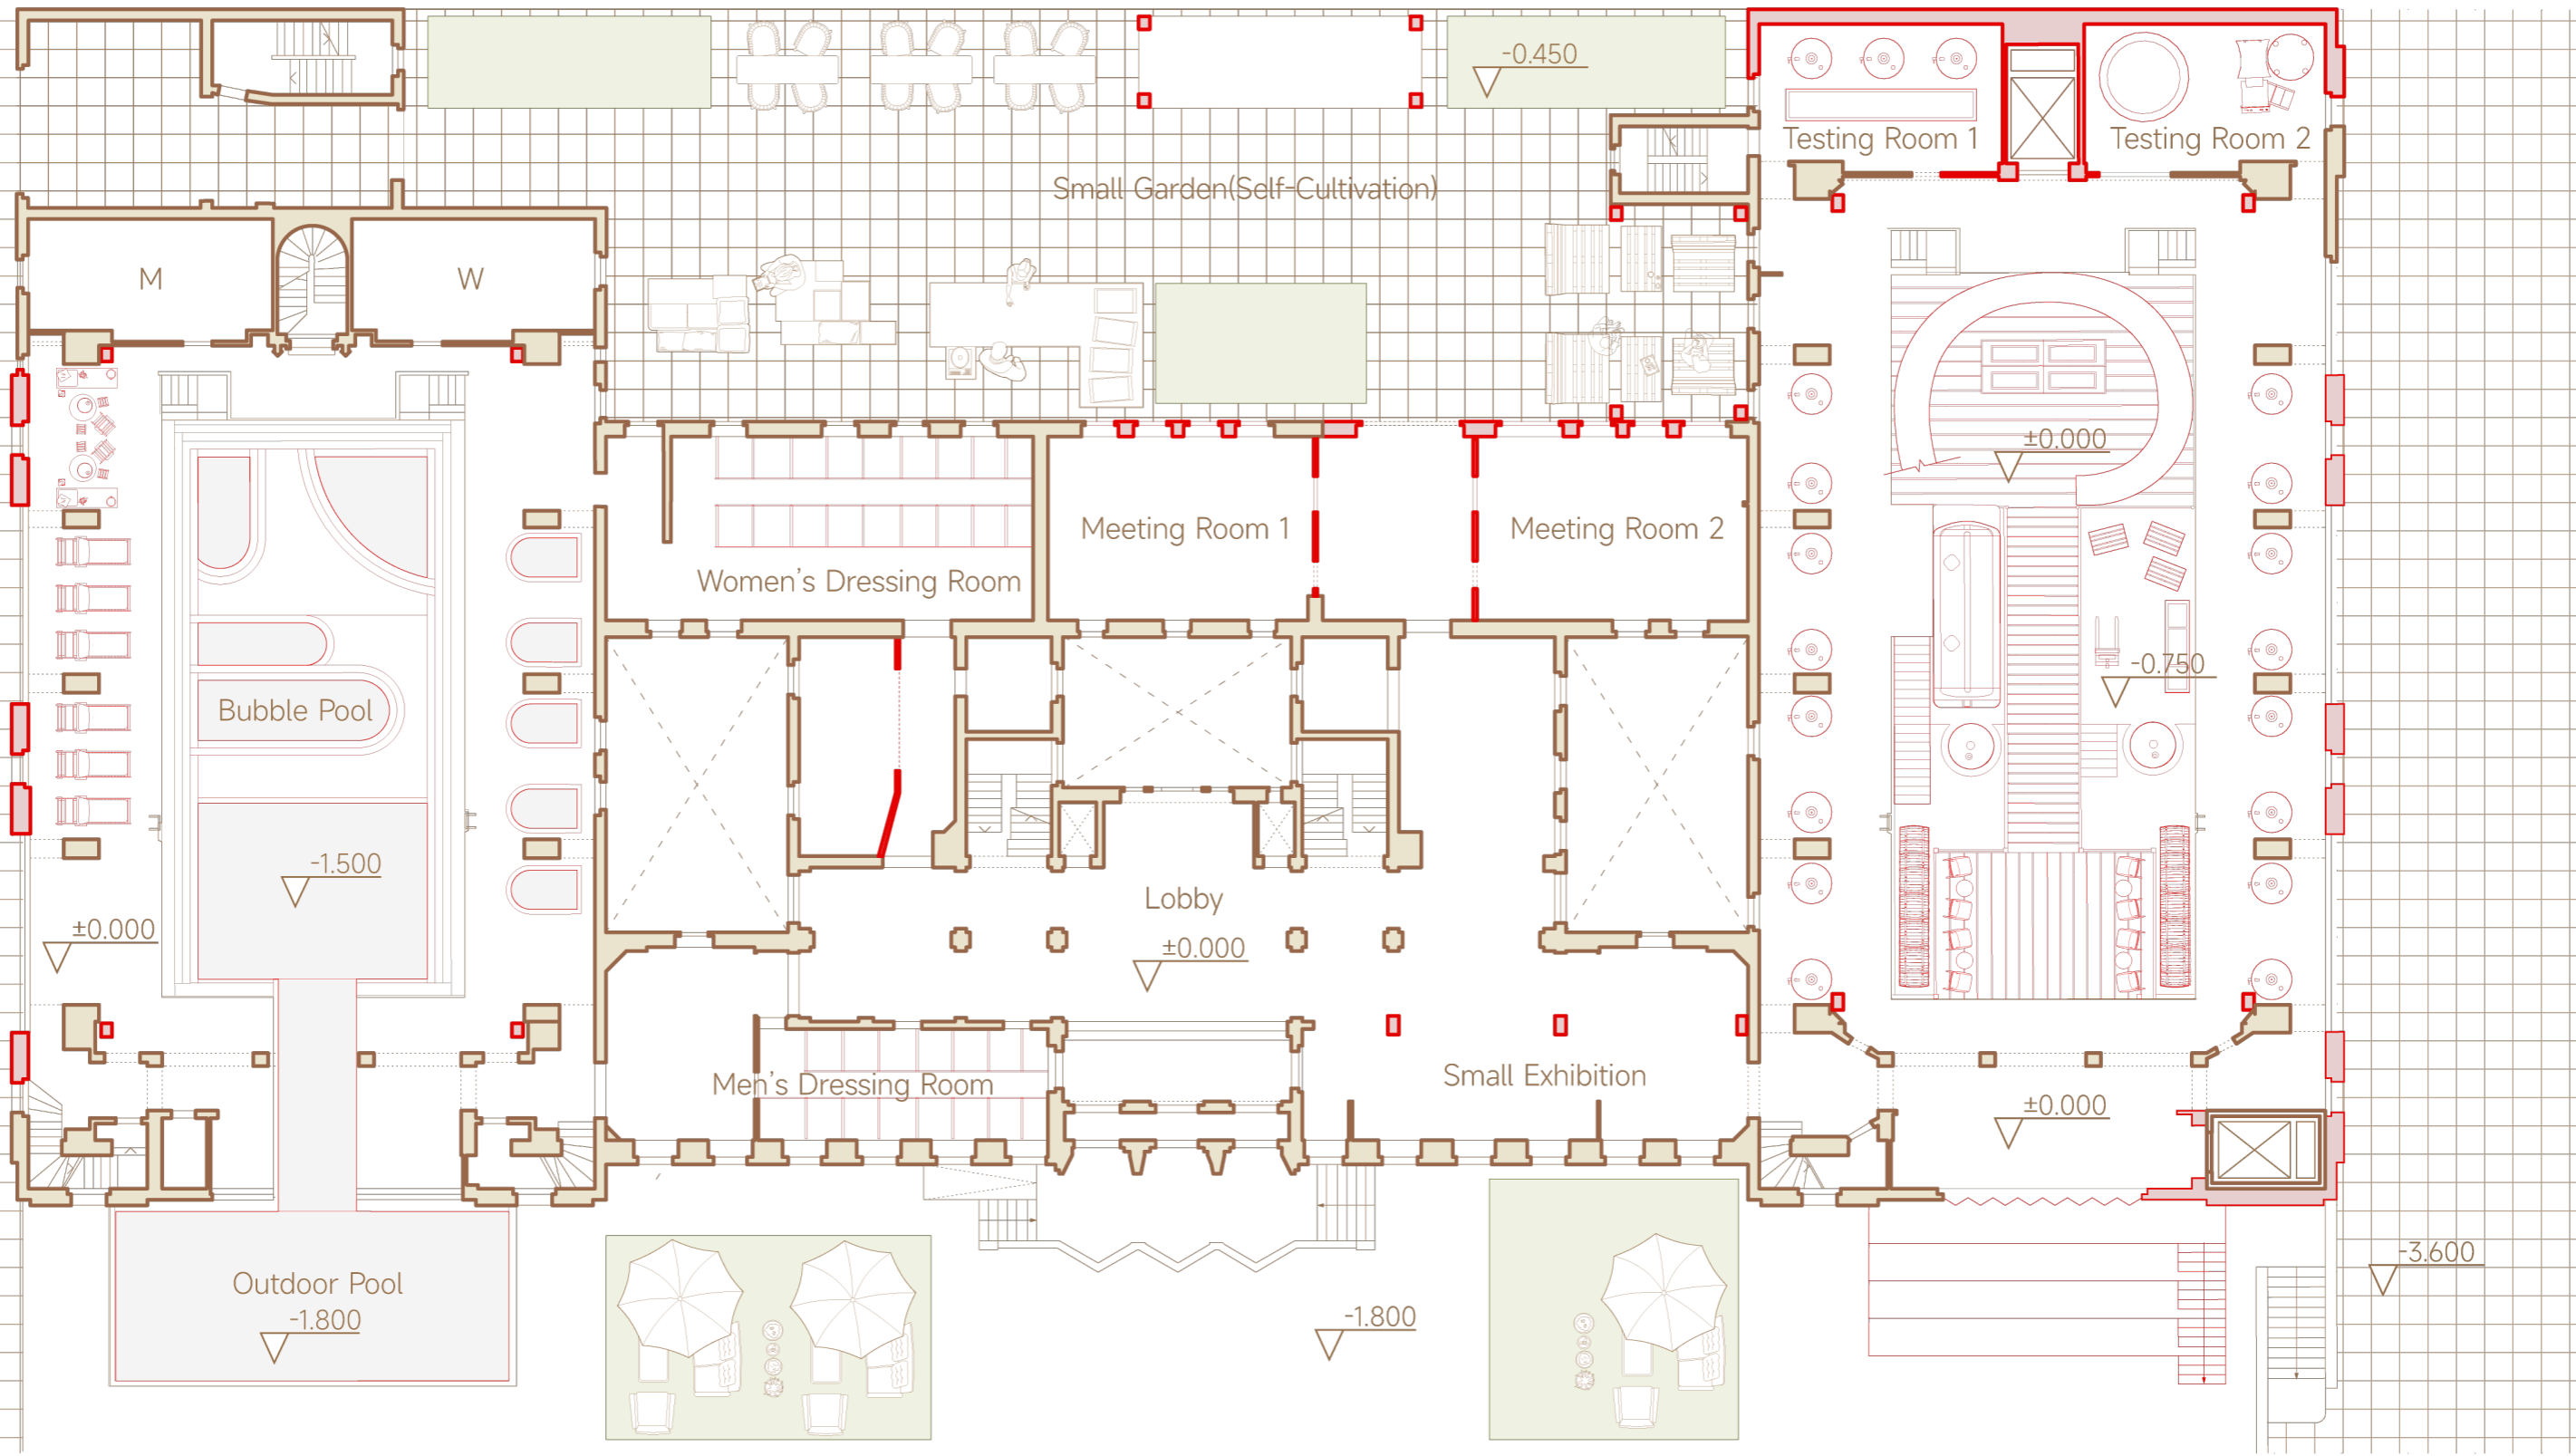 -0.450
Testing Room 1
Testing Room 2
Small Garden(Self-Cultivation)
M
W
±0.000
Meeting Room 1
Meeting Room 2
Women's Dressing Room
-0.750
Bubble Pool
-1.500
Lobby
±0.000
±0.000
Small Exhibition
Men's Dressing Room
±0.000
-3.600
Outdoor Pool
-1.800
-1.800